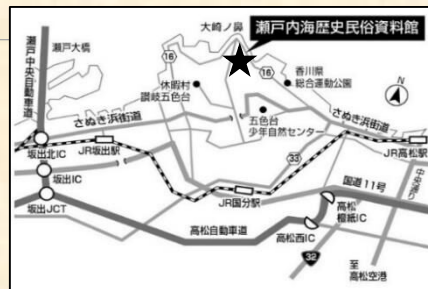 大崎ノ鼻
瀬戸内海歴史民俗資料館
瀬戸大橋
瀬戸中央自動車道
16
休暇村
讃岐五色台
16
香川県
総合運動公園
N
五色台
少年自然センター
さぬき浜街道
さぬき浜街道
坂出北IC
JR坂出駅
33
JR高松駅
坂出IC
JR国分駅
国道11号
中央通り
坂出JCT
高松
檀紙IC
高松自動車道
高松西IC
32
至
高松空港